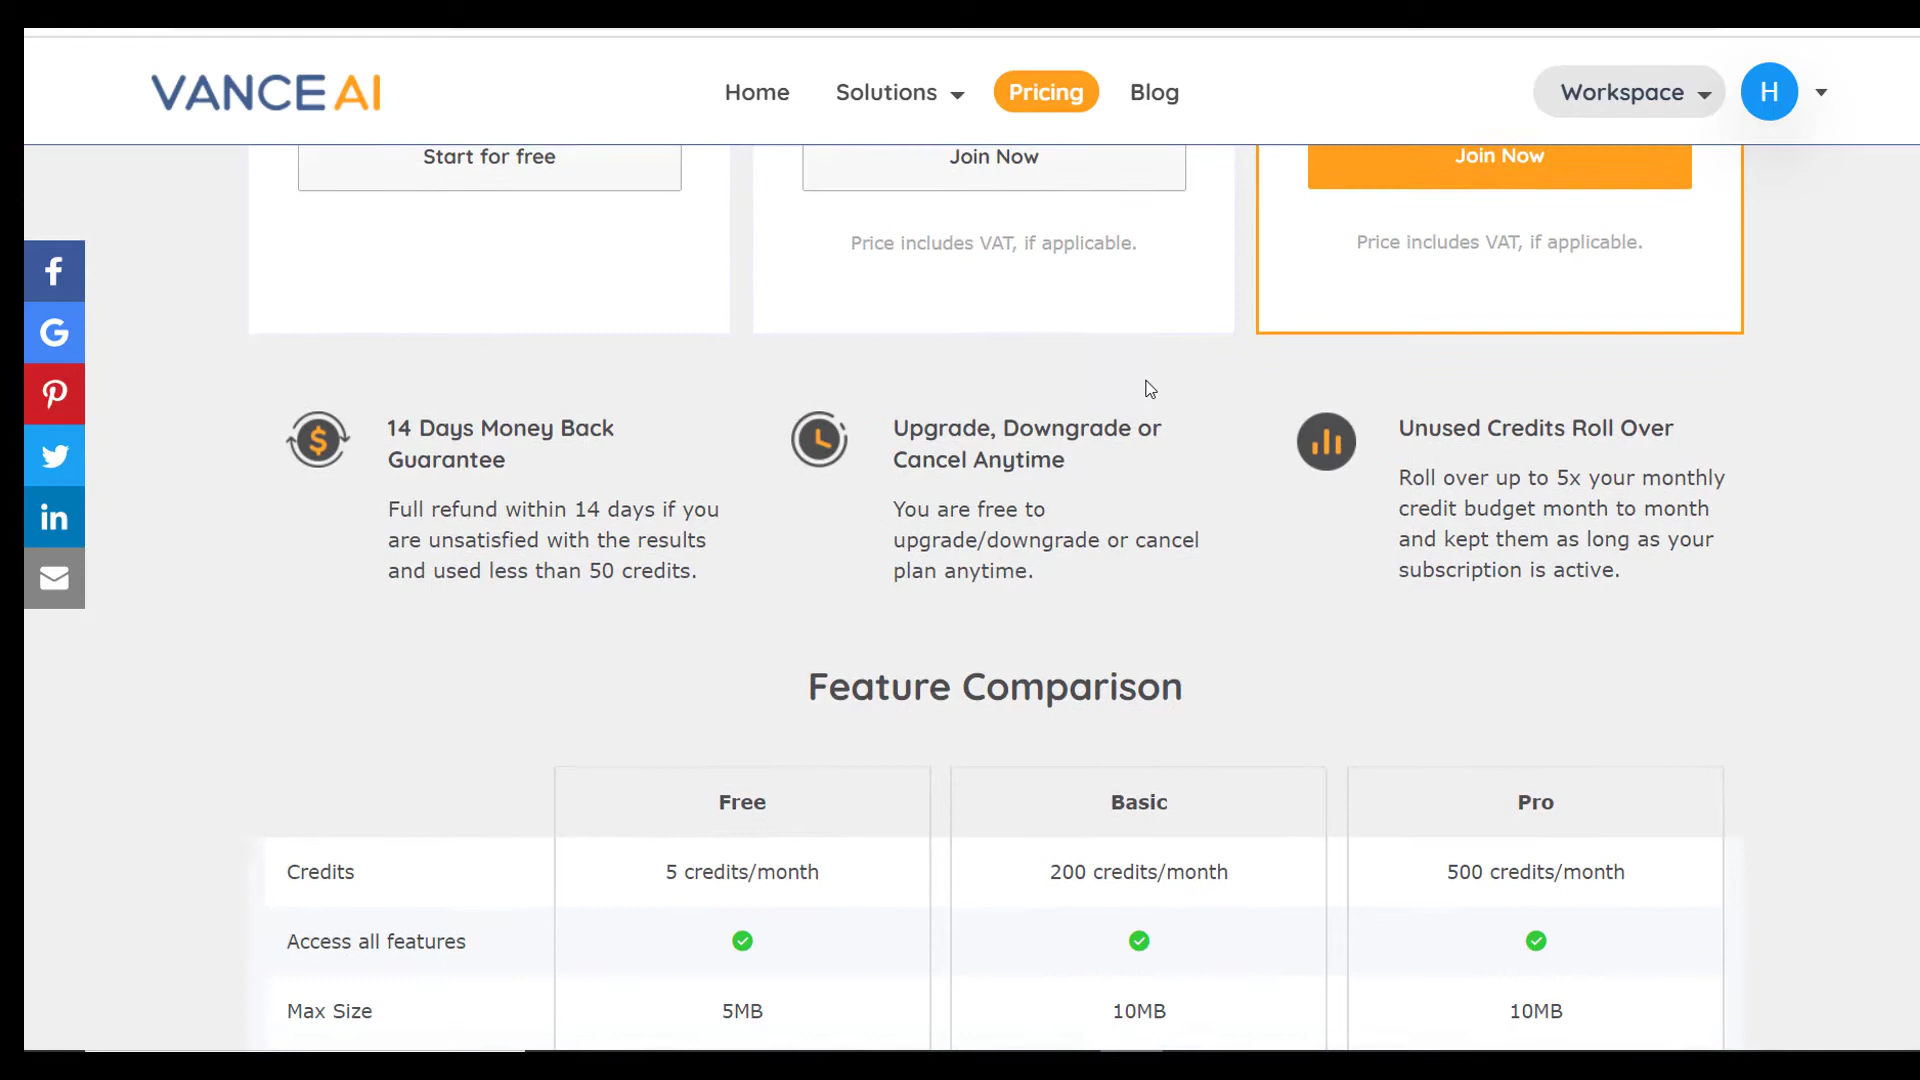 VANCE AI
Home Solutions Pricing Blog
Workspace H
Start for free
Join Now
Join Now
Price includes VAT, if applicable.
Price includes VAT, if applicable.
14 Days Money Back
Guarantee
Full refund within 14 days if you
are unsatisfied with the results
and used less than 50 credits.
Upgrade, Downgrade or
Cancel Anytime
You are free to
upgrade/downgrade or cancel
plan anytime.
Unused Credits Roll Over
Roll over up to 5x your monthly
credit budget month to month
and kept them as long as your
subscription is active.
Feature Comparison
Free Basic Pro
Credits 5 credits/month 200 credits/month 500 credits/month
Access all features
Max Size 5MB 10MB 10MB